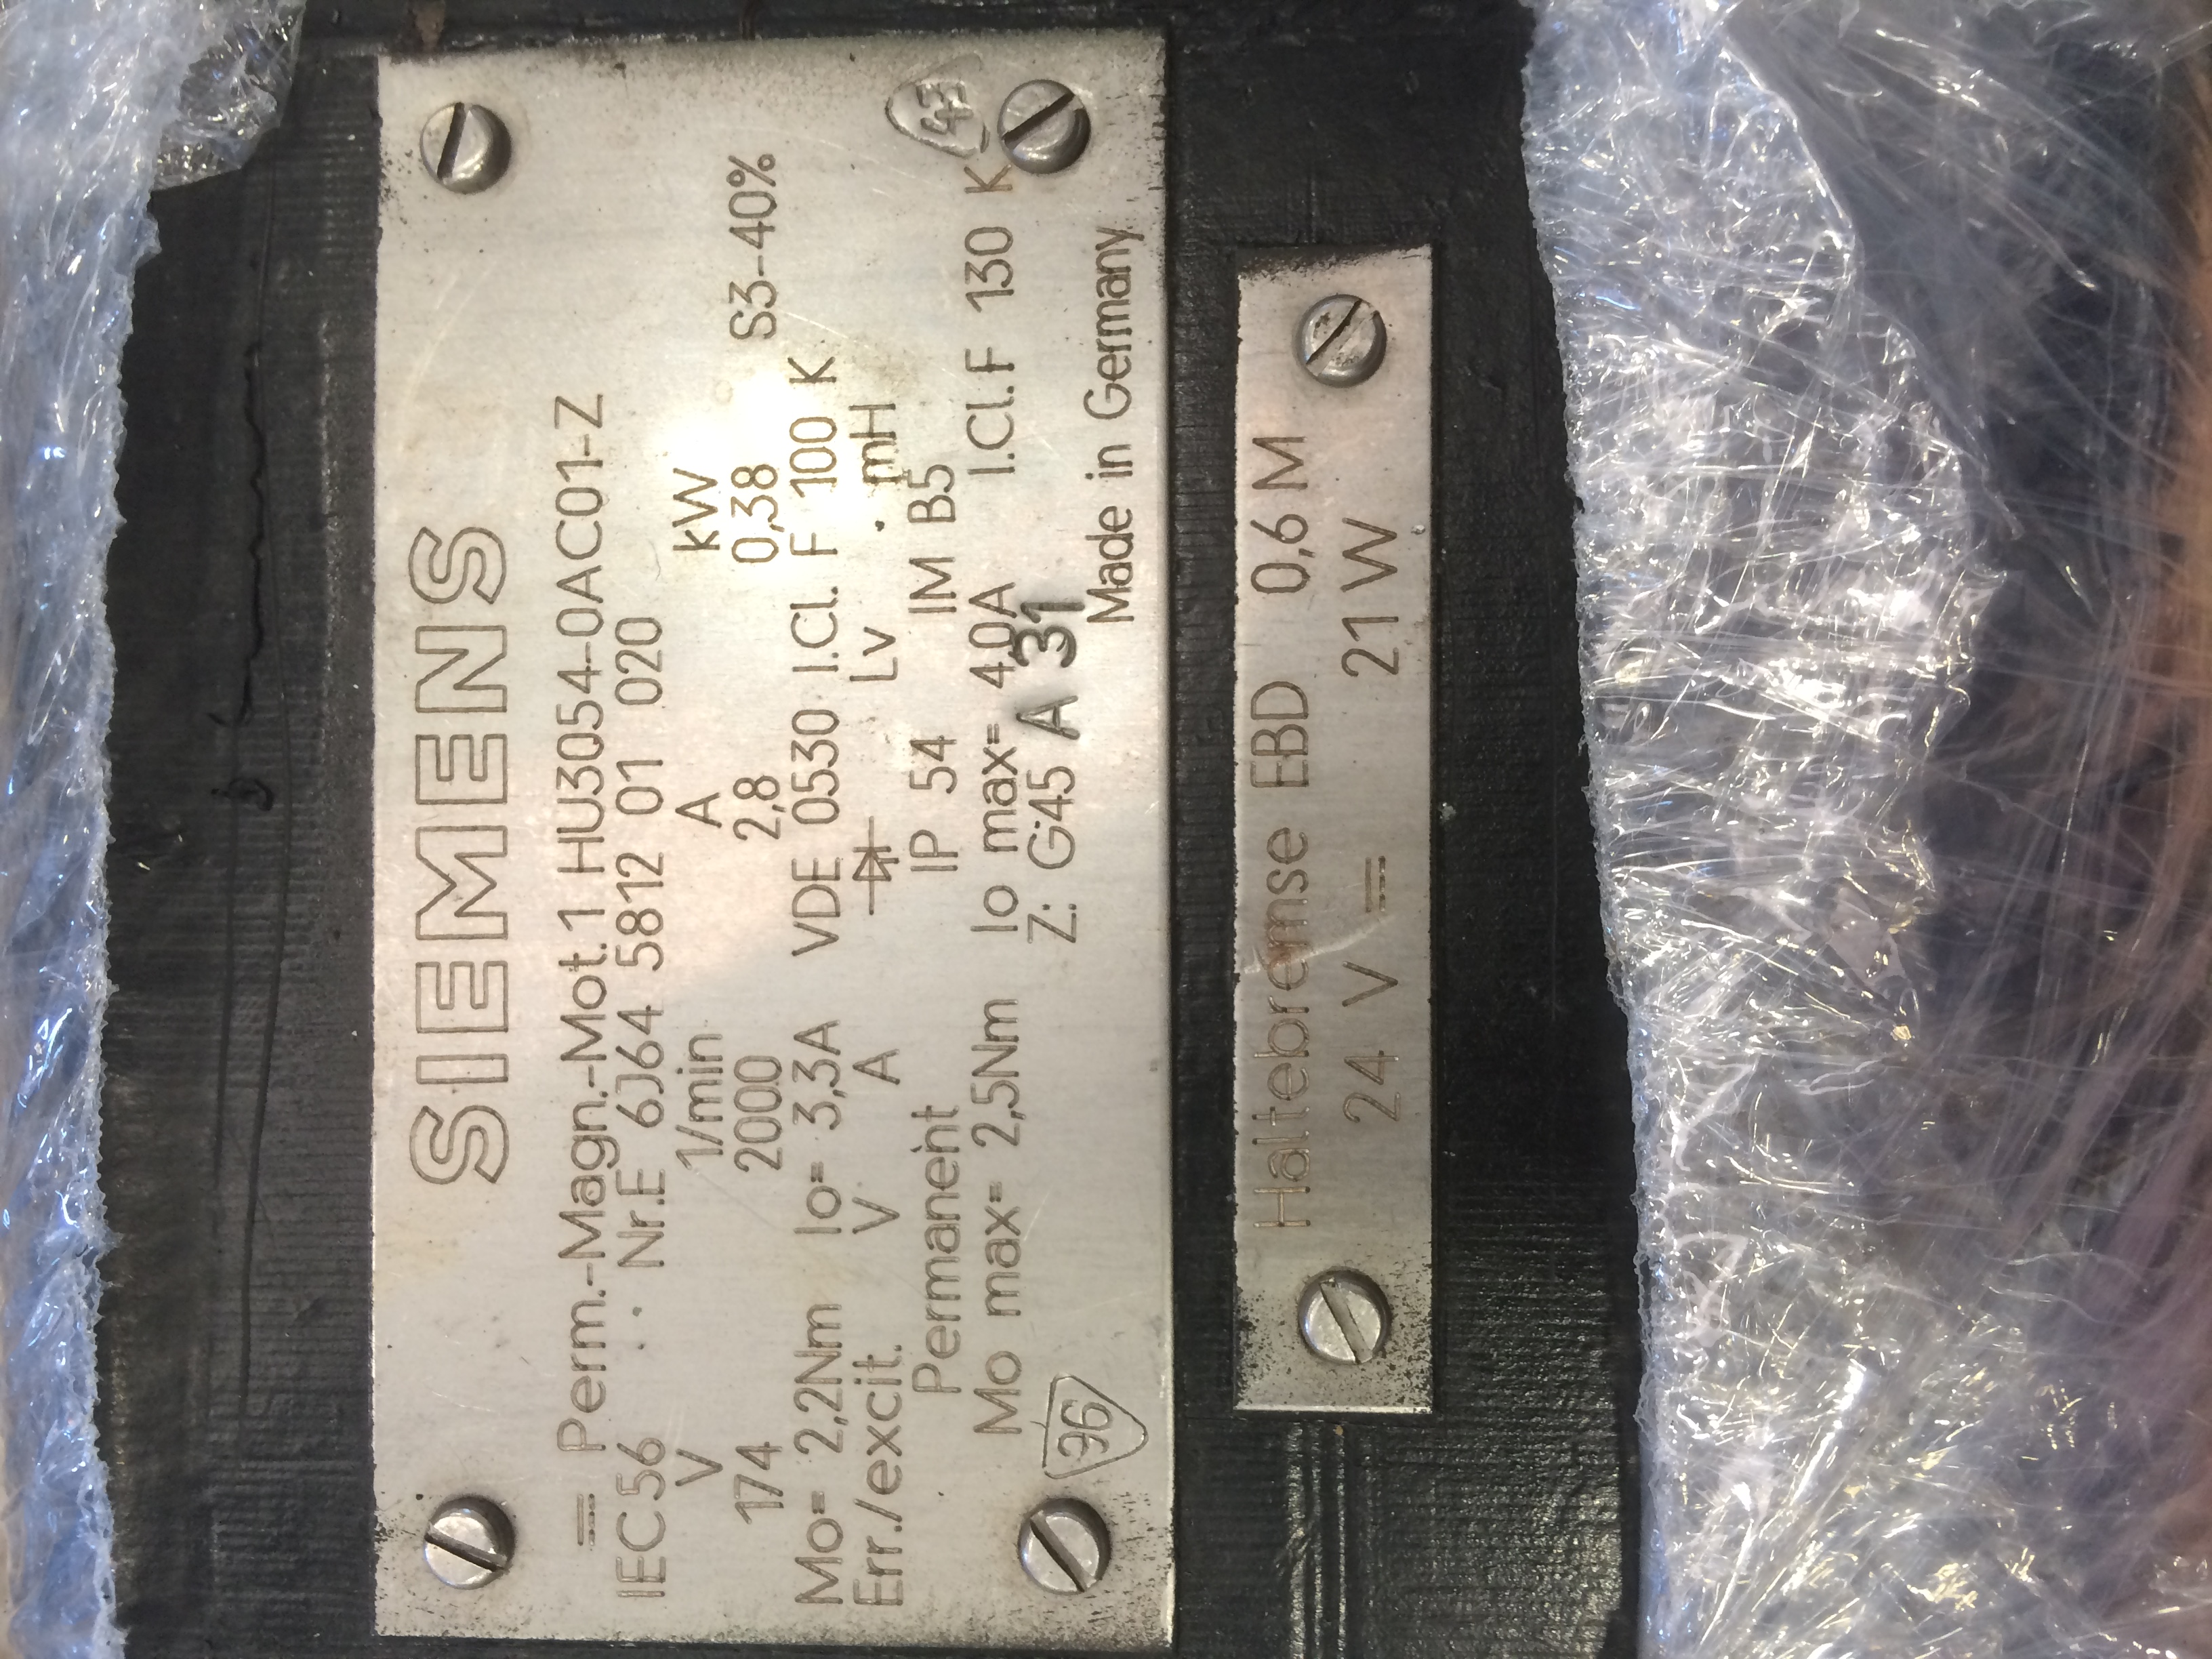 SIEMENS
= Perm.-Magn.-Mot.1 HU3054-0AC01-Z
IEC56 Nr.E 6J64 5812 01 020
V 1/min A kW
174 2000 2,8 0,38 S3-40%
Mo= 2,2Nm Io= 3,3A VDE 0530 I.Cl. F 100 K
Err./excit. V A Lv mH
Permanent IP 54 IM B5
Mo max= 2,5Nm Io max= 4,0A I.Cl.F 130 K
Z: G45 A 31
Made in Germany
96
43
Haltebremse EBD 0,6 M
24 V = 21 W